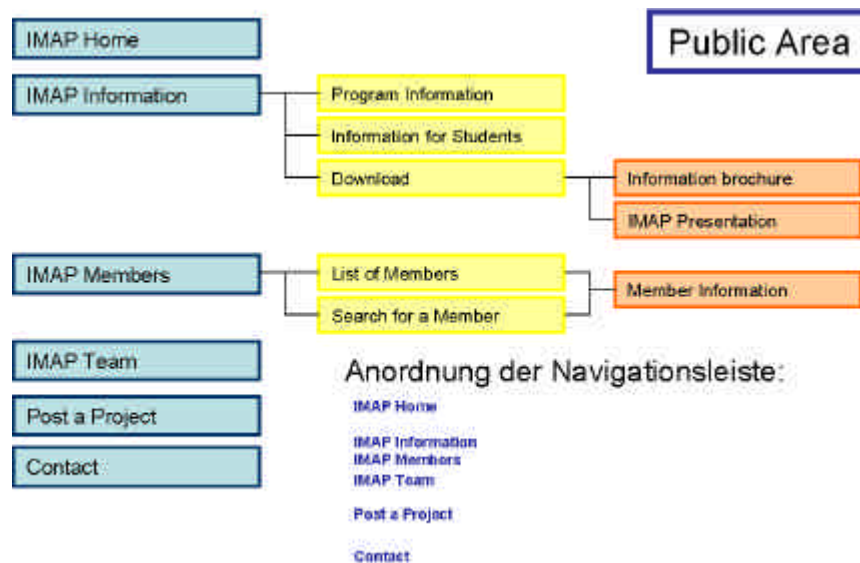 IMAP Home
Public Area
IMAP Information
Program Information
Information for Students
Download
Information brochure
IMAP Presentation
IMAP Members
List of Members
Search for a Member
Member Information
IMAP Team
Post a Project
Contact
Anordnung der Navigationsleiste:
IMAP Home
IMAP Information
IMAP Members
IMAP Team
Post a Project
Contact